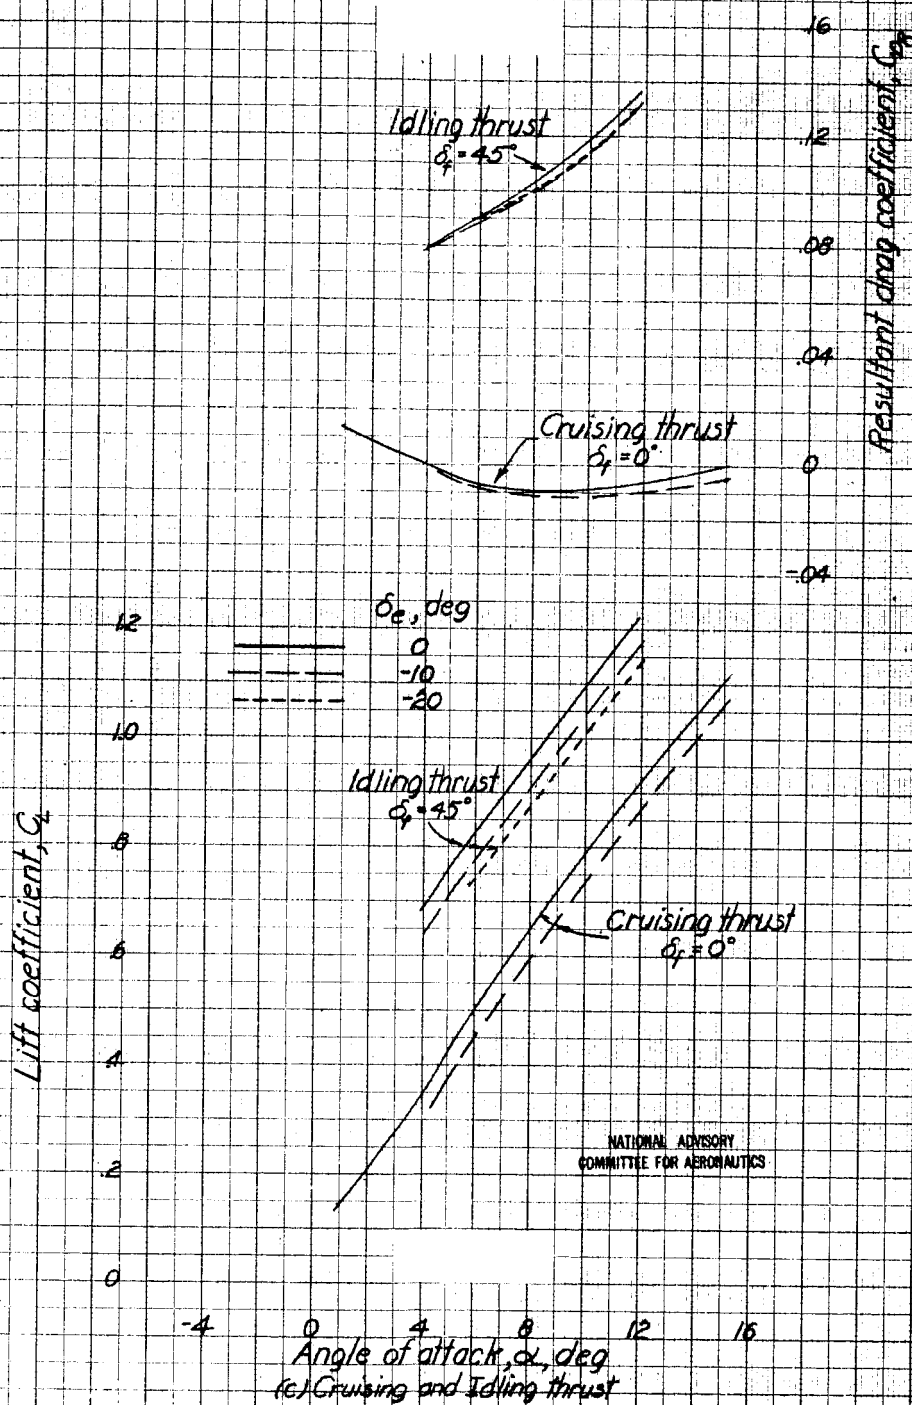 .16
Resultant drag coefficient, C_DR
Idling thrust
δf = 45°
.12
.08
.04
Cruising thrust
δf = 0°
0
-.04
δe, deg
1.2
0
-10
-20
1.0
Idling thrust
δf = 45°
Lift coefficient, C_L
.8
Cruising thrust
δf = 0°
.6
.4
NATIONAL ADVISORY
COMMITTEE FOR AERONAUTICS
.2
0
-4 0 4 8 12 16
Angle of attack, α, deg
(c) Cruising and Idling thrust